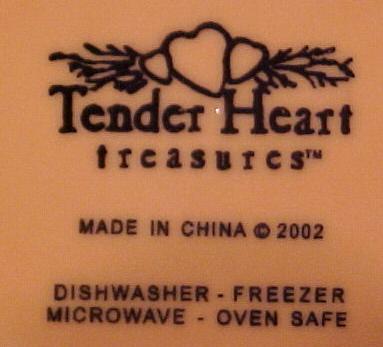 Tender Heart
treasures™
MADE IN CHINA © 2002
DISHWASHER - FREEZER
MICROWAVE - OVEN SAFE